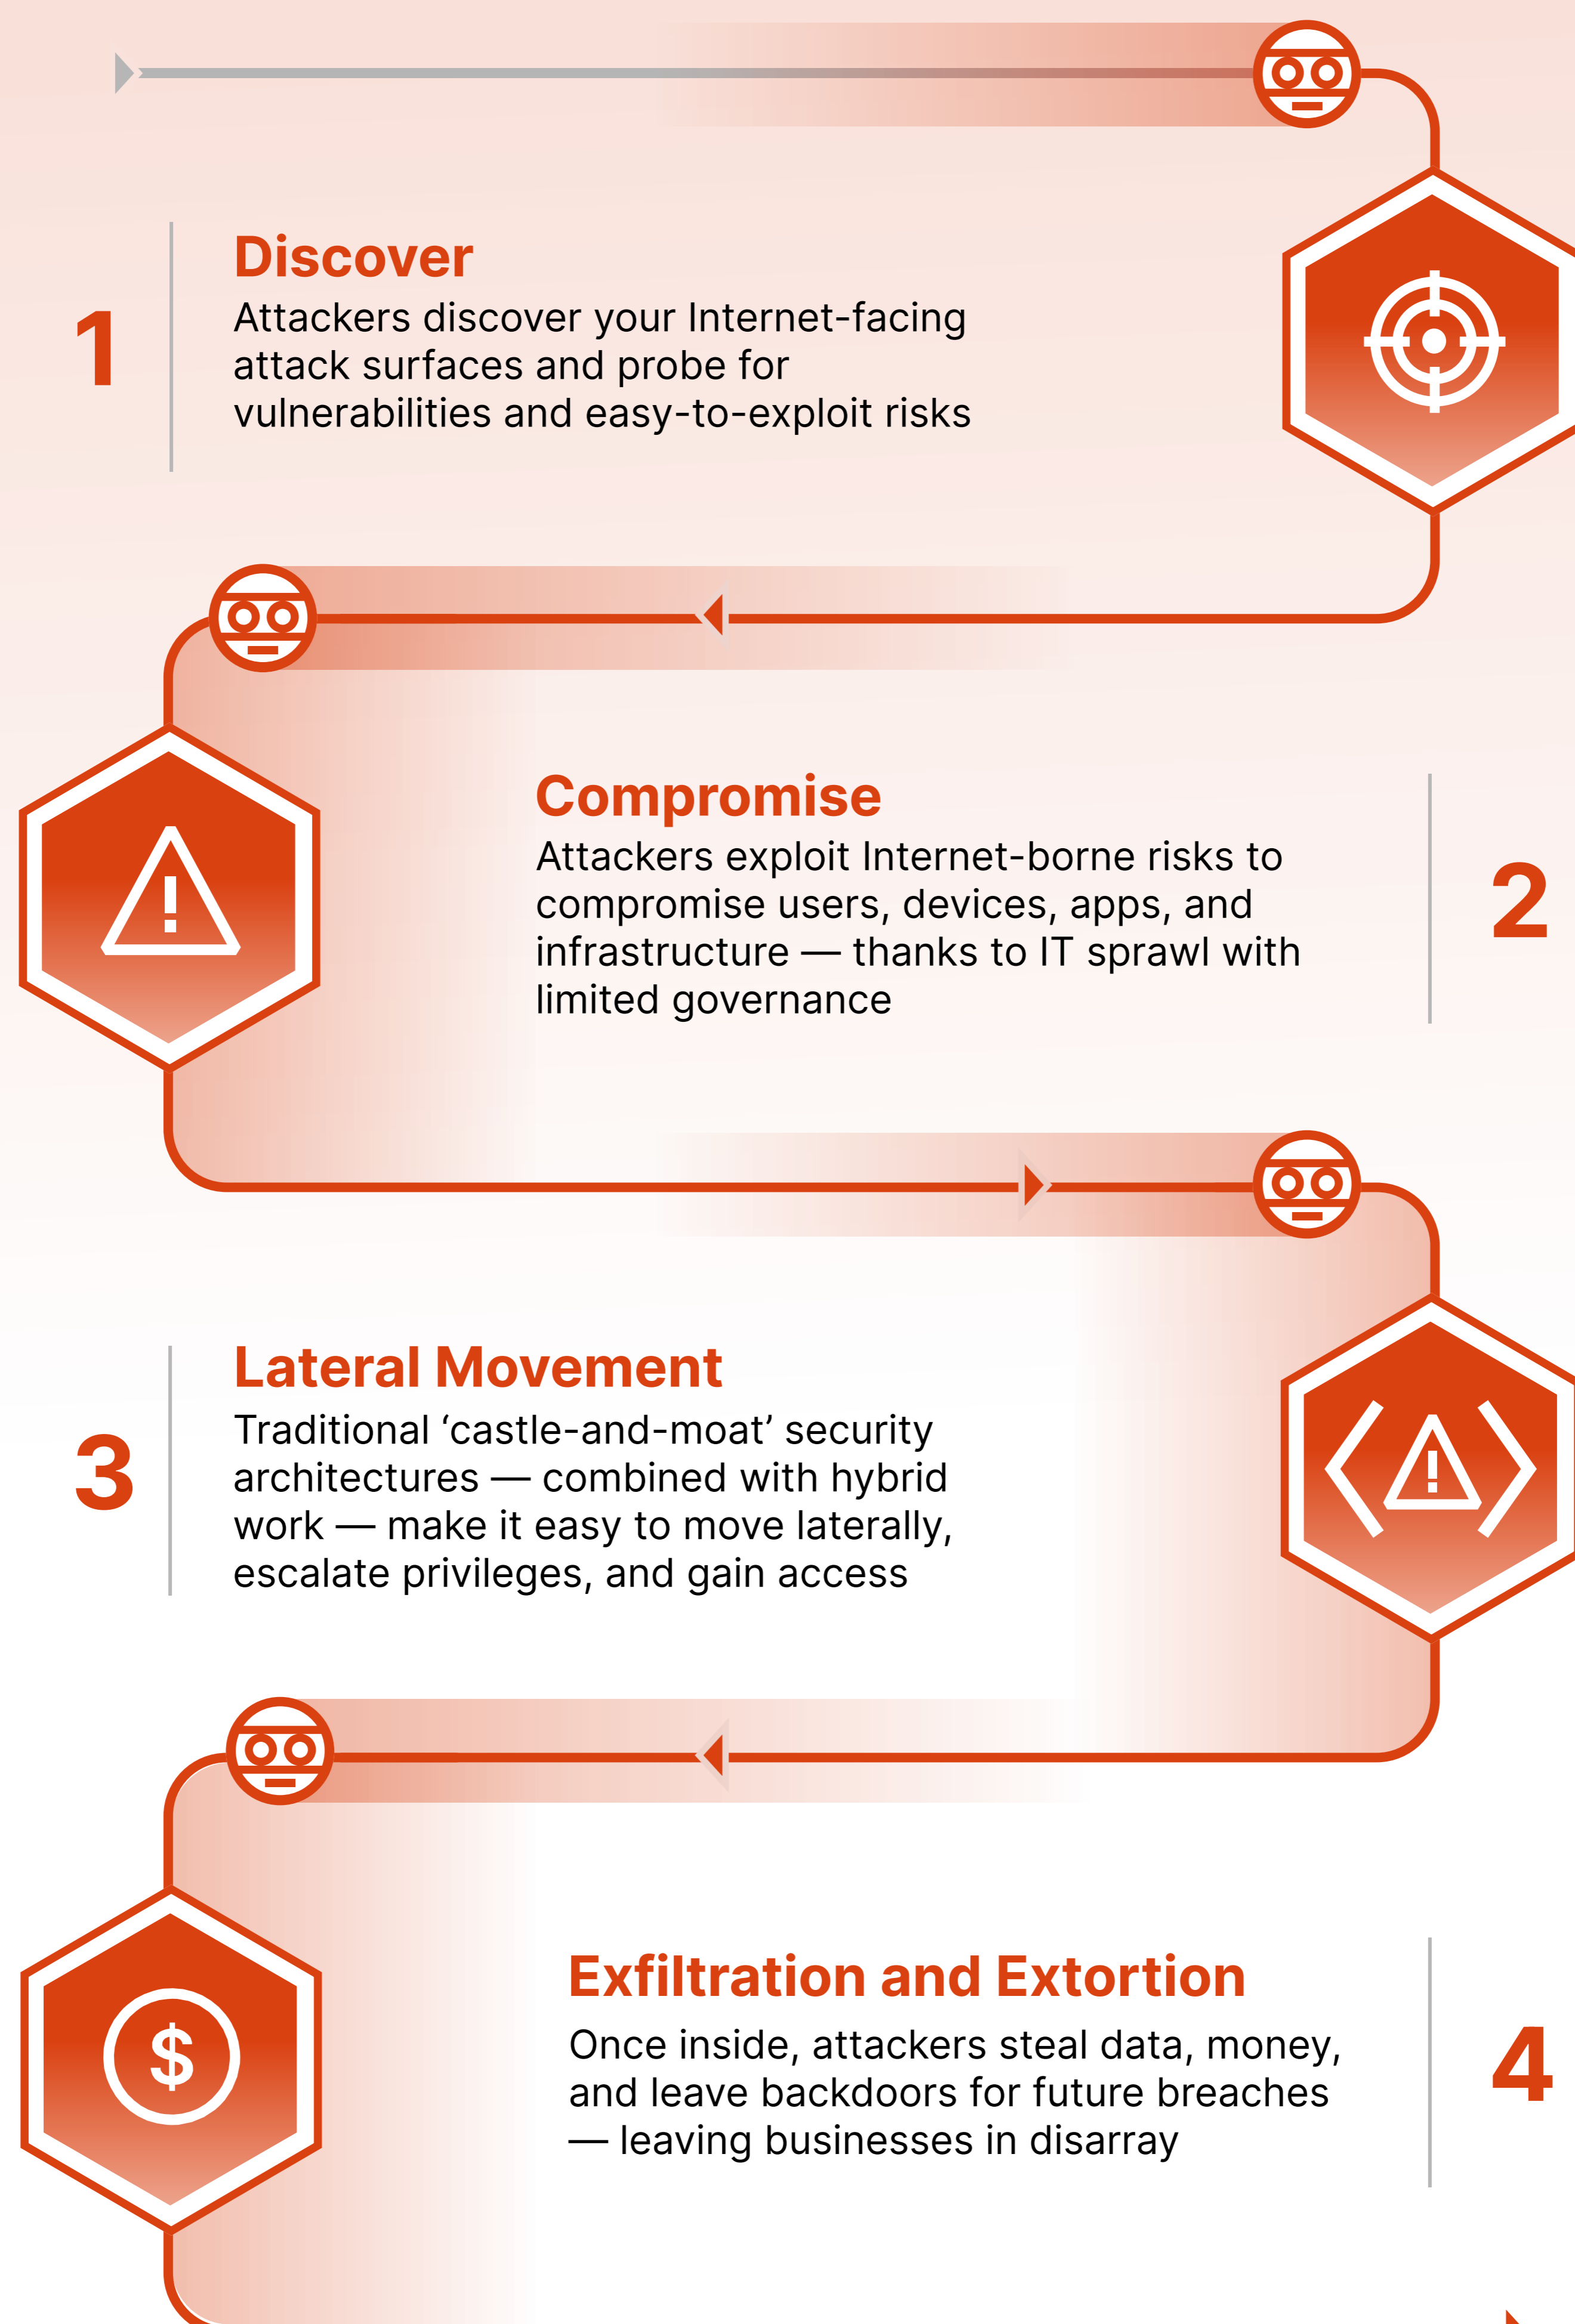 Discover
1
Attackers discover your Internet-facing
attack surfaces and probe for
vulnerabilities and easy-to-exploit risks
Compromise
2
Attackers exploit Internet-borne risks to
compromise users, devices, apps, and
infrastructure — thanks to IT sprawl with
limited governance
Lateral Movement
3
Traditional ‘castle-and-moat’ security
architectures — combined with hybrid
work — make it easy to move laterally,
escalate privileges, and gain access
$
Exfiltration and Extortion
4
Once inside, attackers steal data, money,
and leave backdoors for future breaches
— leaving businesses in disarray